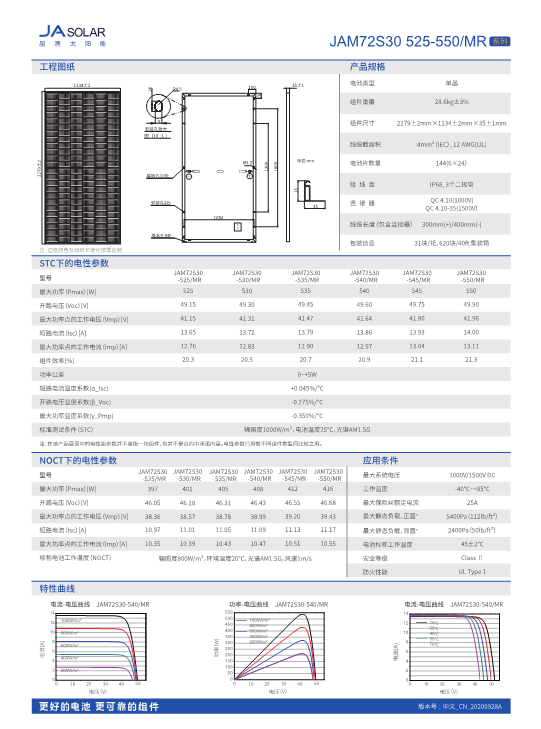 JA SOLAR
晶 澳 太 阳 能
JAM72S30 525-550/MR 系列
工程图纸
产品规格
1134±2
2279±2
35±1
单位:mm
电池类型 单晶
组件重量 28.6kg±3%
组件尺寸 2279±2mm×1134±2mm×35±1mm
线缆截面积 4mm² (IEC) , 12 AWG(UL)
电池片数量 144(6×24)
接 线 盒 IP68, 3个二极管
连 接 器 QC 4.10(1000V)
QC 4.10-35(1500V)
线缆长度 (包含连接器) 300mm(+)/400mm(-)
包装信息 31块/托, 620块/40ft 集装箱
注: 边框颜色及线缆长度可按需定制
STC下的电性参数
型号 JAM72S30 -525/MR JAM72S30 -530/MR JAM72S30 -535/MR JAM72S30 -540/MR JAM72S30 -545/MR JAM72S30 -550/MR
最大功率 (Pmax) [W] 525 530 535 540 545 550
开路电压 (Voc) [V] 49.15 49.30 49.45 49.60 49.75 49.90
最大功率点的工作电压 (Vmp) [V] 41.15 41.31 41.47 41.64 41.80 41.96
短路电流 (Isc) [A] 13.65 13.72 13.79 13.86 13.93 14.00
最大功率点的工作电流 (Imp) [A] 12.76 12.83 12.90 12.97 13.04 13.11
组件效率[%] 20.3 20.5 20.7 20.9 21.1 21.3
功率公差 0~+5W
短路电流温度系数(α_Isc) +0.045%/°C
开路电压温度系数(β_Voc) -0.275%/°C
最大功率温度系数(γ_Pmp) -0.350%/°C
标准测试条件 (STC) 辐照度1000W/m², 电池温度25°C, 光谱AM1.5G
NOCT下的电性参数
型号 JAM72S30 -525/MR JAM72S30 -530/MR JAM72S30 -535/MR JAM72S30 -540/MR JAM72S30 -545/MR JAM72S30 -550/MR
最大功率 (Pmax) [W] 397 401 405 408 412 416
开路电压 (Voc) [V] 46.05 46.18 46.31 46.43 46.55 46.68
最大功率点的工作电压 (Vmp) [V] 38.36 38.57 38.78 38.99 39.20 39.43
短路电流 (Isc) [A] 10.97 11.01 11.05 11.09 11.13 11.17
最大功率点的工作电流 (Imp) [A] 10.35 10.39 10.43 10.47 10.51 10.55
标称电池工作温度 (NOCT) 辐照度800W/m², 环境温度20°C, 光谱AM1.5G, 风速1m/s
应用条件
最大系统电压 1000V/1500V DC
工作温度 -40°C~+85°C
最大保险丝额定电流 25A
最大静态负载, 正面* 5400Pa (112lb/ft²)
最大静态负载, 背面* 2400Pa (50lb/ft²)
电池标称工作温度 45±2°C
安全等级 Class Ⅱ
防火性能 UL Type 1
特性曲线
电流-电压曲线 JAM72S30-540/MR
功率-电压曲线 JAM72S30-540/MR
电流-电压曲线 JAM72S30-540/MR
电压 (V)
电压 (V)
电压 (V)
更好的电池 更可靠的组件
版本号 : 中文_CN_20200928A